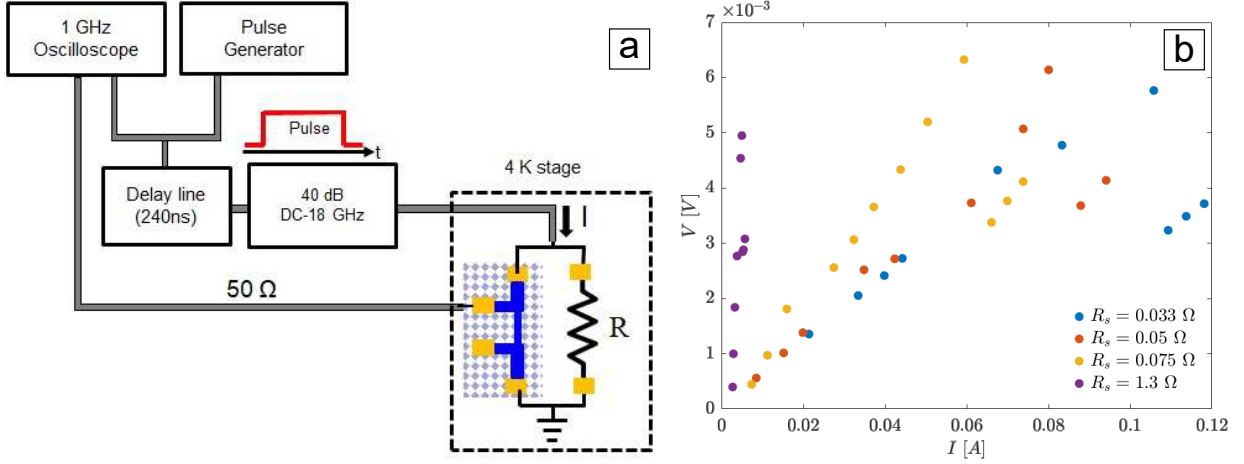 1 GHz
Oscilloscope
Pulse
Generator
a
Pulse
t
Delay line
(240ns)
40 dB
DC-18 GHz
4 K stage
I
50 Ω
R
b
×10⁻³
7
6
5
4
3
2
1
0
V [V]
0
0.02
0.04
0.06
0.08
0.1
0.12
I [A]
R_s = 0.033 Ω
R_s = 0.05 Ω
R_s = 0.075 Ω
R_s = 1.3 Ω